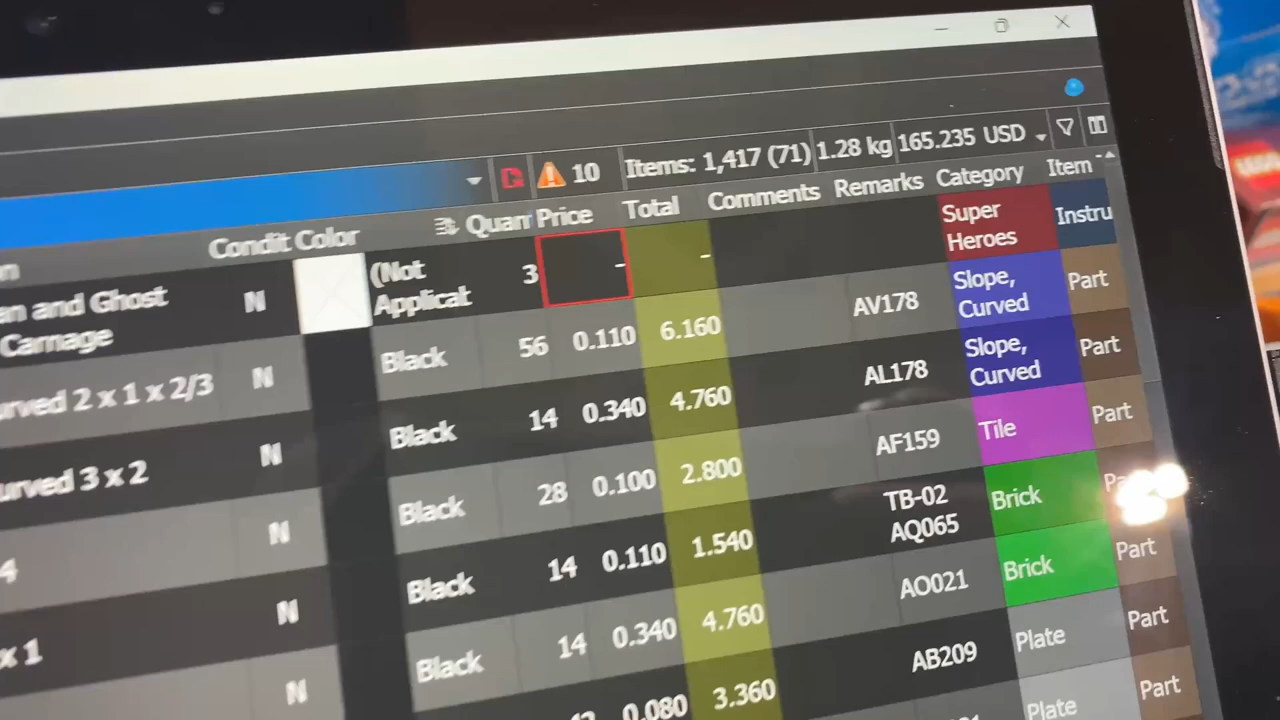 10 Items: 1,417 (71) 1.28 kg 165.235 USD
Condit Color Quan Price Total Comments Remarks Category Item
and Ghost Carnage N (Not Applicat 3 - - Super Heroes Instru
2 x 1 x 2/3 N Black 56 0.110 6.160 AV178 Slope, Curved Part
3 x 2 N Black 14 0.340 4.760 AL178 Slope, Curved Part
4 N Black 28 0.100 2.800 AF159 Tile Part
x 1 N Black 14 0.110 1.540 TB-02 AQ065 Brick
N Black 14 0.340 4.760 AO021 Brick Part
0.080 3.360 AB209 Plate Part
Plate Part